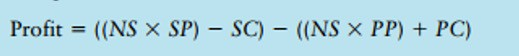 Profit = ((NS × SP) − SC) − ((NS × PP) + PC)